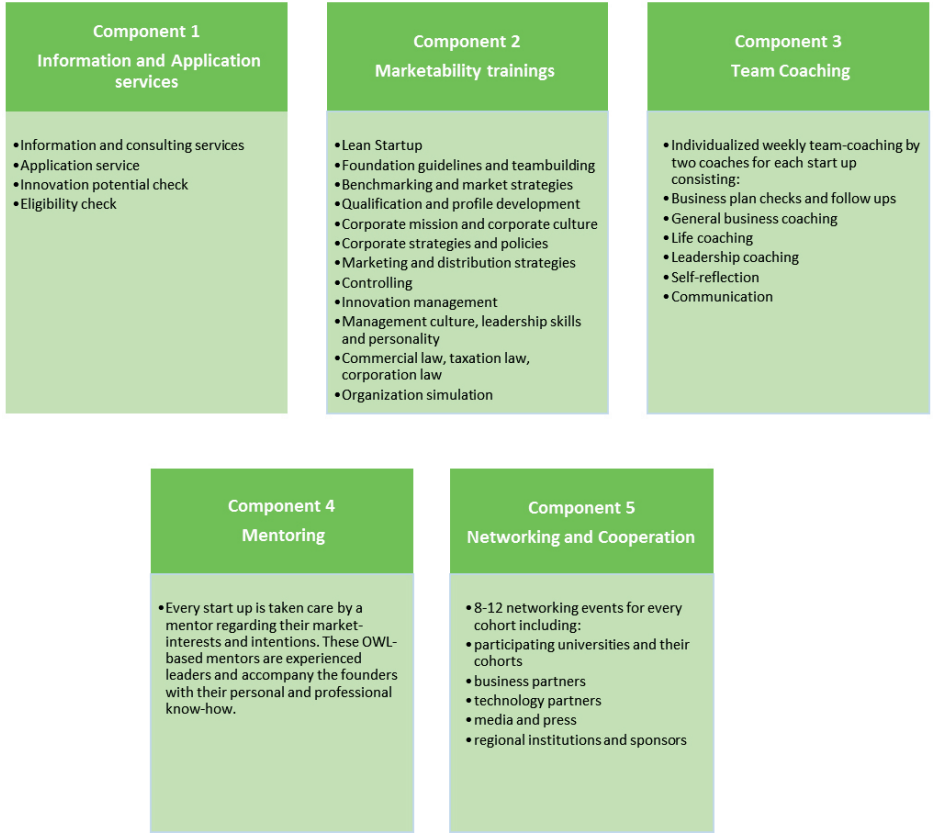 Component 1
Information and Application
services
•Information and consulting services
•Application service
•Innovation potential check
•Eligibility check
Component 2
Marketability trainings
•Lean Startup
•Foundation guidelines and teambuilding
•Benchmarking and market strategies
•Qualification and profile development
•Corporate mission and corporate culture
•Corporate strategies and policies
•Marketing and distribution strategies
•Controlling
•Innovation management
•Management culture, leadership skills
and personality
•Commercial law, taxation law,
corporation law
•Organization simulation
Component 3
Team Coaching
•Individualized weekly team-coaching by
two coaches for each start up
consisting:
•Business plan checks and follow ups
•General business coaching
•Life coaching
•Leadership coaching
•Self-reflection
•Communication
Component 4
Mentoring
•Every start up is taken care by a
mentor regarding their market-
interests and intentions. These OWL-
based mentors are experienced
leaders and accompany the founders
with their personal and professional
know-how.
Component 5
Networking and Cooperation
•8-12 networking events for every
cohort including:
•participating universities and their
cohorts
•business partners
•technology partners
•media and press
•regional institutions and sponsors